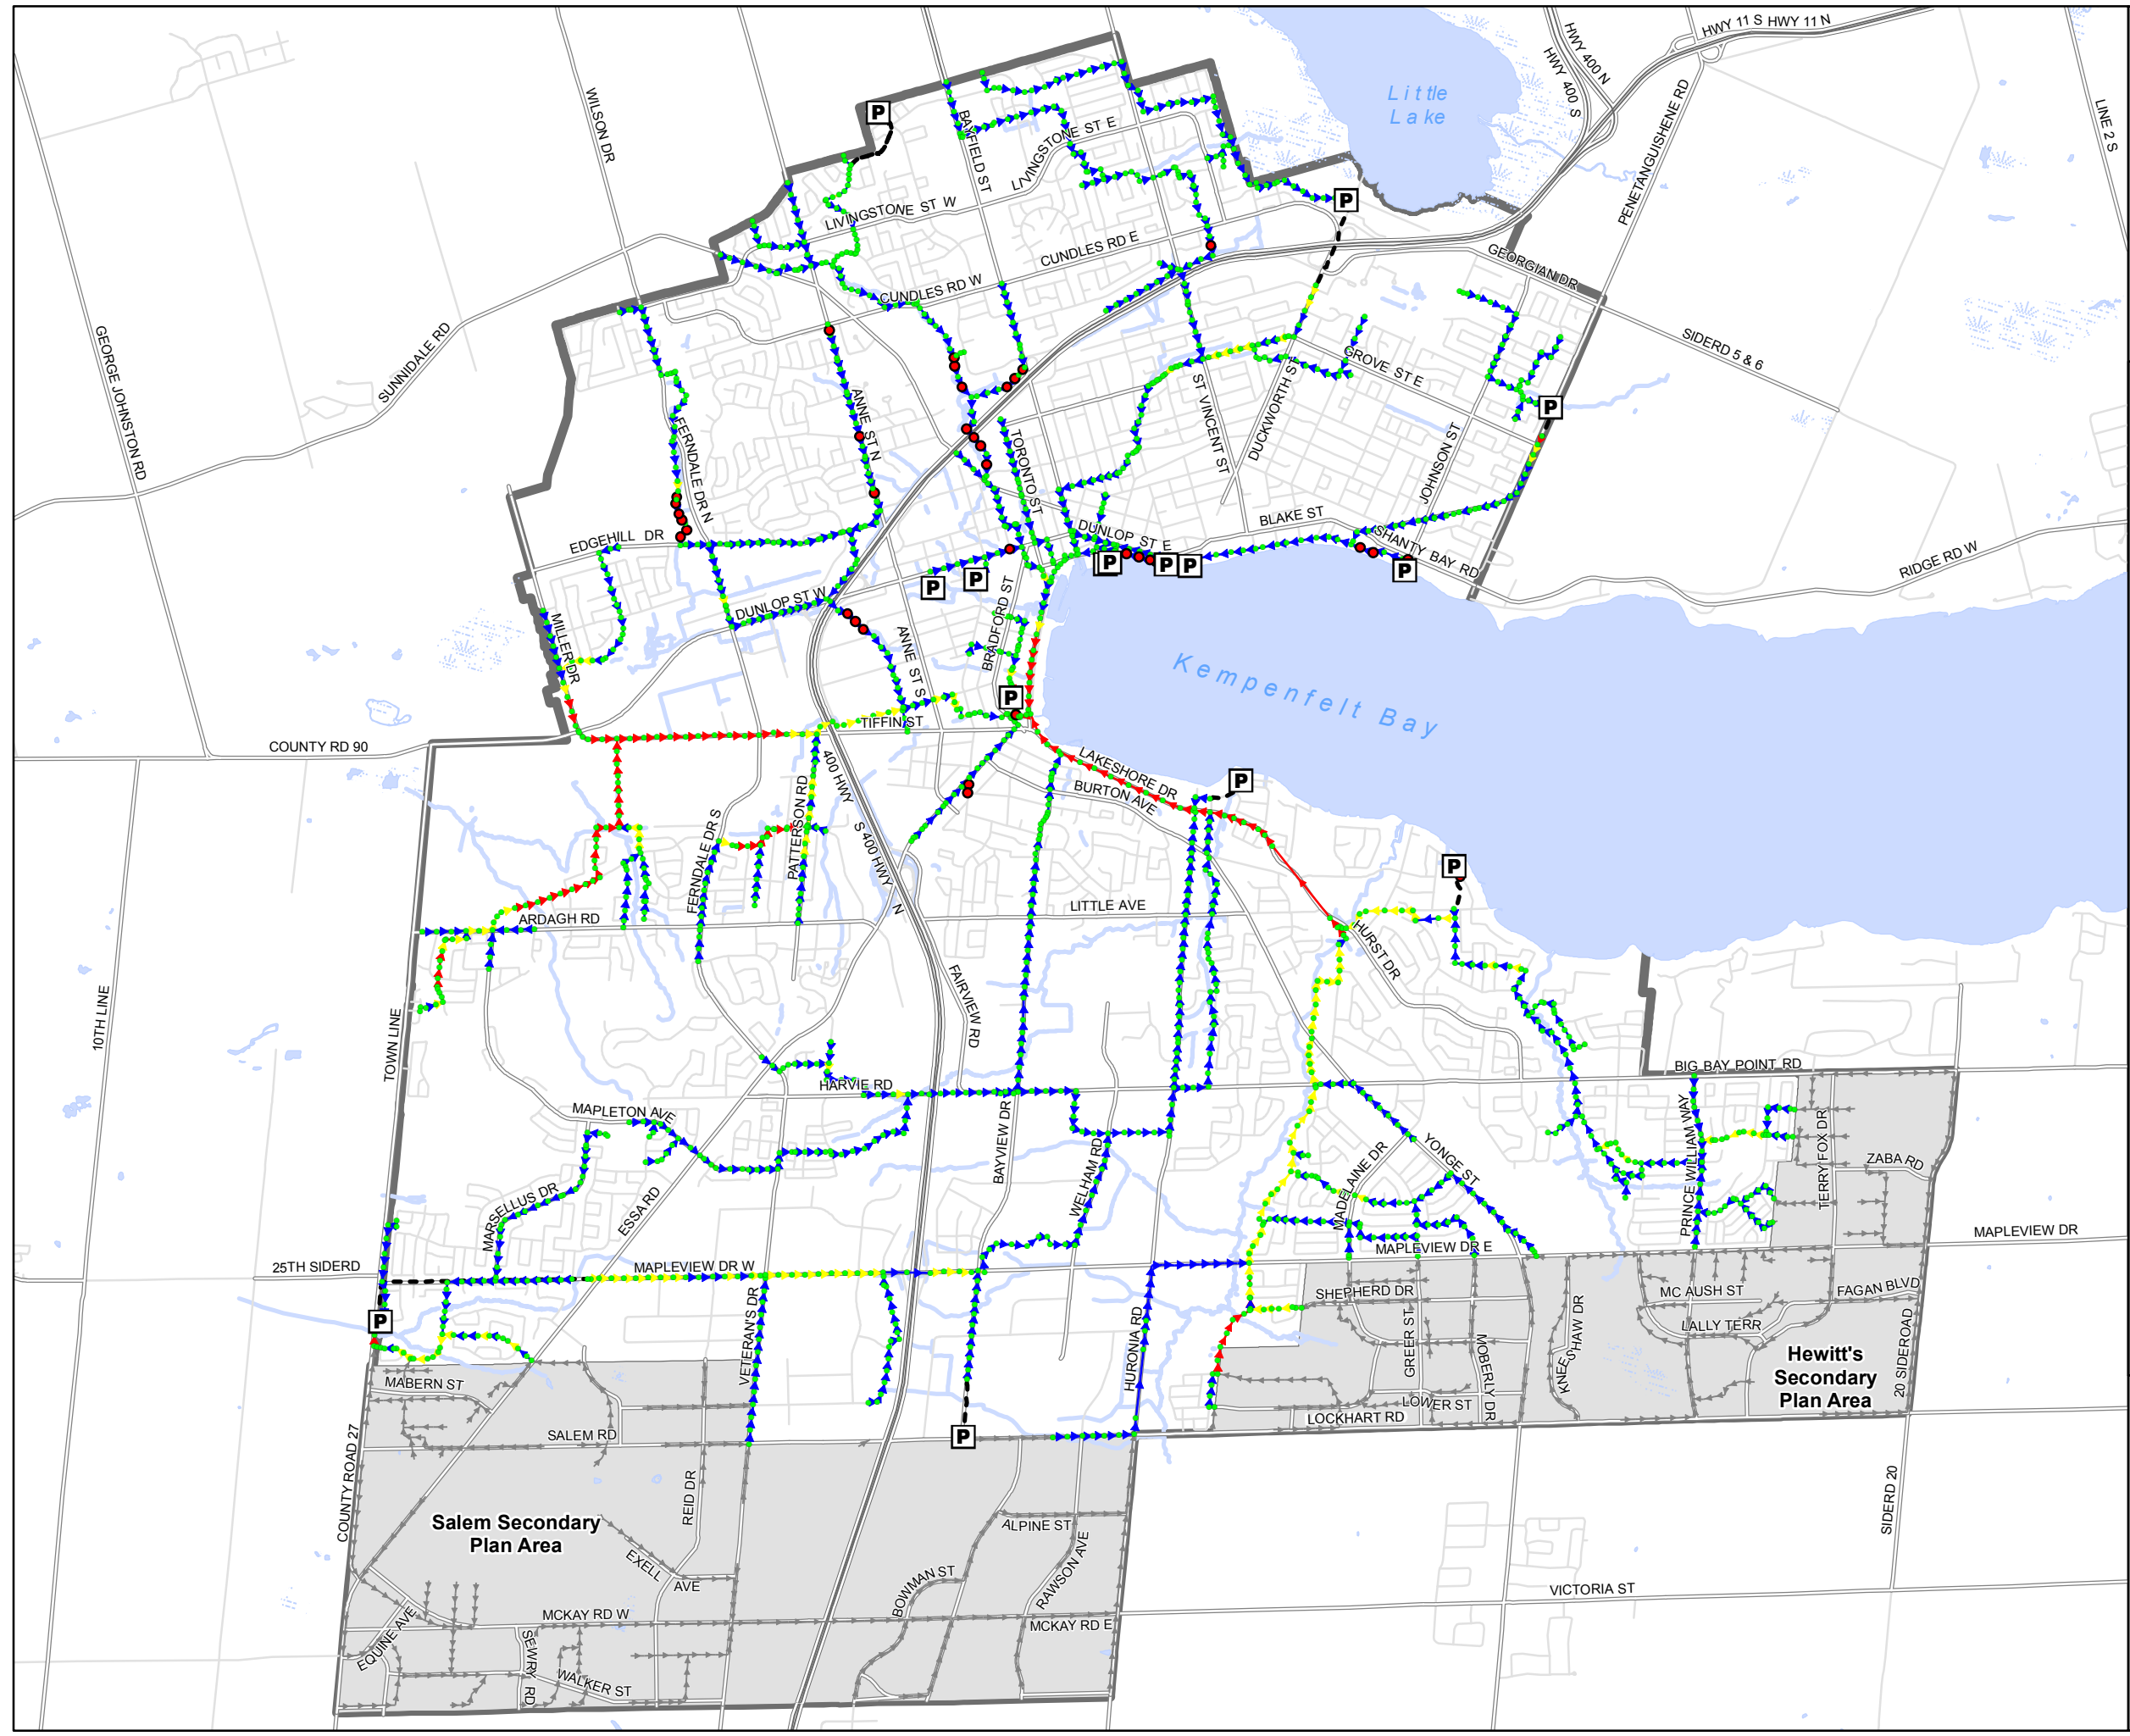 HWY 11 S
HWY 11 N
HWY 400 N
HWY 400 S
Little
Lake
WILSON DR
PENETANGUISHENE RD
LINE 2 S
P
BAYFIELD ST
LIVINGSTONE ST E
LIVINGSTONE ST W
P
CUNDLES RD E
CUNDLES RD W
GEORGIAN DR
SIDERD 5 & 6
SUNNIDALE RD
GEORGE JOHNSTON RD
GROVE ST E
ANNE ST N
FERNDALE DR N
TORONTO ST
ST VINCENT ST
DUCKWORTH ST
JOHNSON ST
P
EDGEHILL DR
DUNLOP ST E
BLAKE ST
SHANTY BAY RD
RIDGE RD W
P
P
P
P
P
P
DUNLOP ST W
MILLER DR
ANNE ST S
BRADFORD ST
Kempenfelt Bay
P
TIFFIN ST
COUNTY RD 90
400 HWY
S 400 HWY
N
LAKESHORE DR
BURTON AVE
P
PATTERSON RD
FERNDALE DR S
P
ARDAGH RD
LITTLE AVE
HURST DR
FAIRVIEW RD
10TH LINE
TOWN LINE
HARVIE RD
BIG BAY POINT RD
MAPLETON AVE
BAYVIEW DR
WELHAM RD
MADELAINE DR
YONGE ST
PRINCE WILLIAM WAY
TERRY FOX DR
ZABA RD
MARSELLUS DR
ESSA RD
MAPLEVIEW DR
MAPLEVIEW DR E
25TH SIDERD
MAPLEVIEW DR W
P
VETERAN'S DR
HURONIA RD
SHEPHERD DR
GREER ST
MOBERLY DR
KNEESHAW DR
MC AUSH ST
FAGAN BLVD
LALLY TERR
Hewitt's
Secondary
Plan Area
20 SIDEROAD
MABERN ST
LOWER ST
LOCKHART RD
SALEM RD
P
COUNTY ROAD 27
REID DR
Salem Secondary
Plan Area
ALPINE ST
EXELL
AVE
BOWMAN ST
RAWSON AVE
SIDERD 20
VICTORIA ST
MCKAY RD W
MCKAY RD E
EQUINE AVE
SEWRY RD
WALKER ST